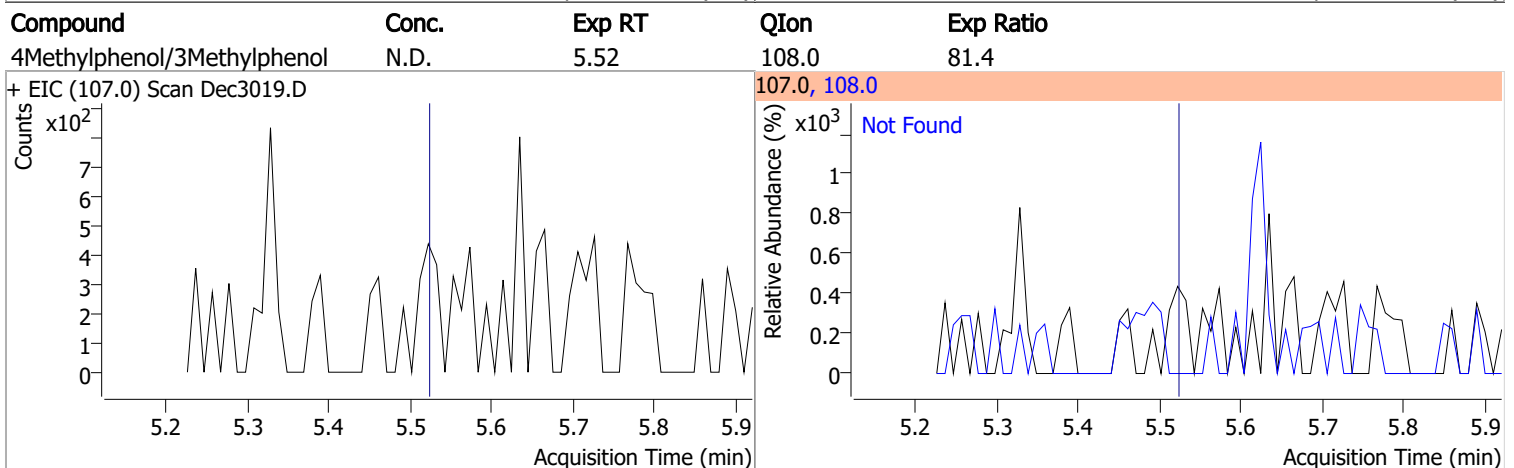 Compound Conc. Exp RT QIon Exp Ratio
4Methylphenol/3Methylphenol N.D. 5.52 108.0 81.4
+ EIC (107.0) Scan Dec3019.D
Counts
x10²
7
6
5
4
3
2
1
0
5.2 5.3 5.4 5.5 5.6 5.7 5.8 5.9
Acquisition Time (min)
107.0, 108.0
Relative Abundance (%)
x10³
Not Found
1
0.8
0.6
0.4
0.2
0
5.2 5.3 5.4 5.5 5.6 5.7 5.8 5.9
Acquisition Time (min)